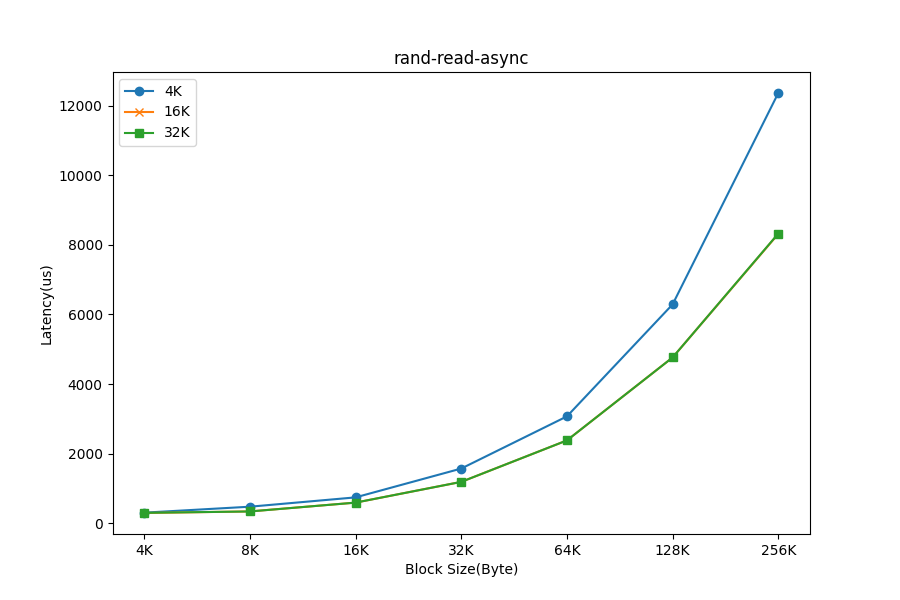 rand-read-async
4K
16K
32K
12000
10000
8000
6000
4000
2000
0
Latency(us)
4K 8K 16K 32K 64K 128K 256K
Block Size(Byte)